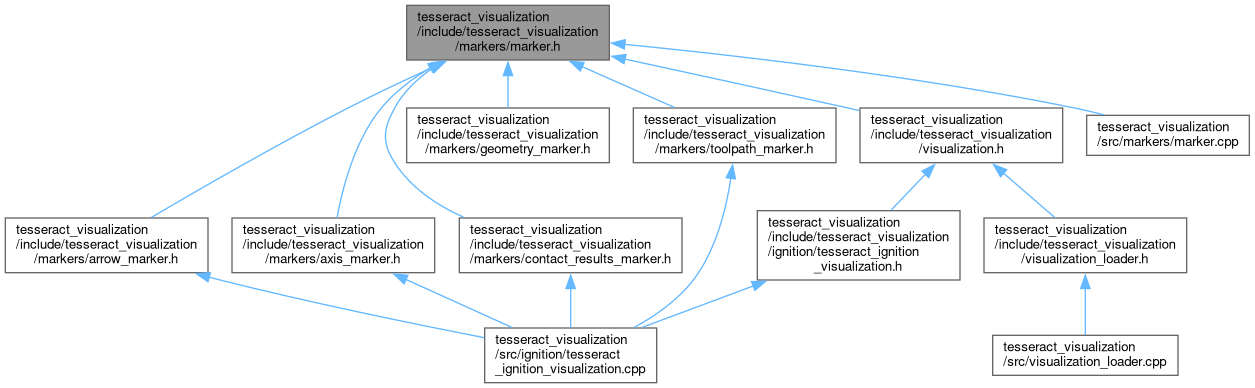 tesseract_visualization
/include/tesseract_visualization
/markers/marker.h
tesseract_visualization
/include/tesseract_visualization
/markers/geometry_marker.h
tesseract_visualization
/include/tesseract_visualization
/markers/toolpath_marker.h
tesseract_visualization
/include/tesseract_visualization
/visualization.h
tesseract_visualization
/src/markers/marker.cpp
tesseract_visualization
/include/tesseract_visualization
/markers/arrow_marker.h
tesseract_visualization
/include/tesseract_visualization
/markers/axis_marker.h
tesseract_visualization
/include/tesseract_visualization
/markers/contact_results_marker.h
tesseract_visualization
/include/tesseract_visualization
/ignition/tesseract_ignition
_visualization.h
tesseract_visualization
/include/tesseract_visualization
/visualization_loader.h
tesseract_visualization
/src/ignition/tesseract
_ignition_visualization.cpp
tesseract_visualization
/src/visualization_loader.cpp